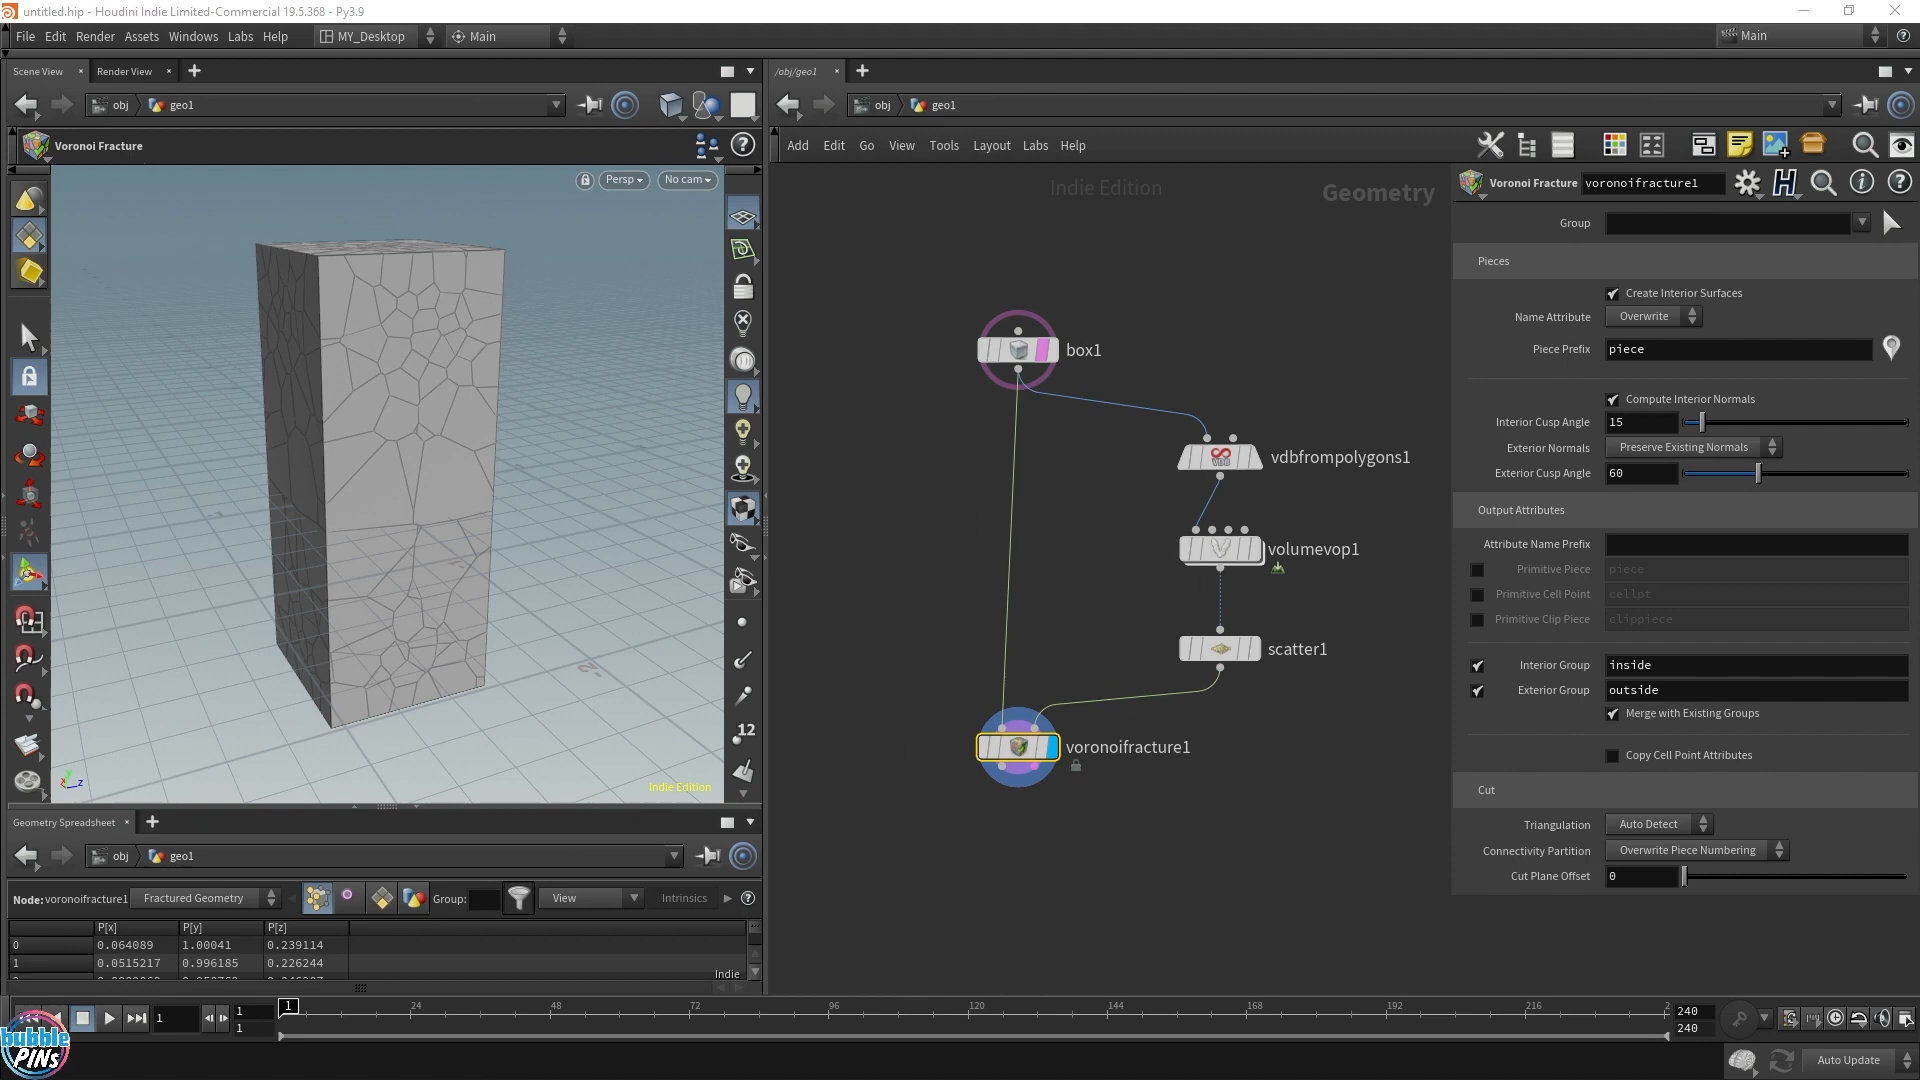 untitled.hip - Houdini Indie Limited-Commercial 19.5.368 - Py3.9
File Edit Render Assets Windows Labs Help MY_Desktop Main Main
Scene View Render View /obj/geo1
obj geo1 obj geo1
Voronoi Fracture
Add Edit Go View Tools Layout Labs Help
Persp No cam
Indie Edition
Geometry
Voronoi Fracture voronoifracture1
Group
Pieces
Create Interior Surfaces
Name Attribute Overwrite
Piece Prefix piece
Compute Interior Normals
Interior Cusp Angle 15
Exterior Normals Preserve Existing Normals
Exterior Cusp Angle 60
Output Attributes
Attribute Name Prefix
Primitive Piece piece
Primitive Cell Point cellpt
Primitive Clip Piece clippiece
Interior Group inside
Exterior Group outside
Merge with Existing Groups
Copy Cell Point Attributes
Cut
Triangulation Auto Detect
Connectivity Partition Overwrite Piece Numbering
Cut Plane Offset 0
box1
vdbfrompolygons1
VDB
volumevop1
scatter1
voronoifracture1
12
x y z
Indie Edition
Geometry Spreadsheet
obj geo1
Node: voronoifracture1 Fractured Geometry Group: View Intrinsics
P[x] P[y] P[z]
0 0.064089 1.00041 0.239114
1 0.0515217 0.996185 0.226244
Indie
1 1 1 24 48 72 96 120 144 168 192 216 2 240
1 240
bubble PINs
Auto Update